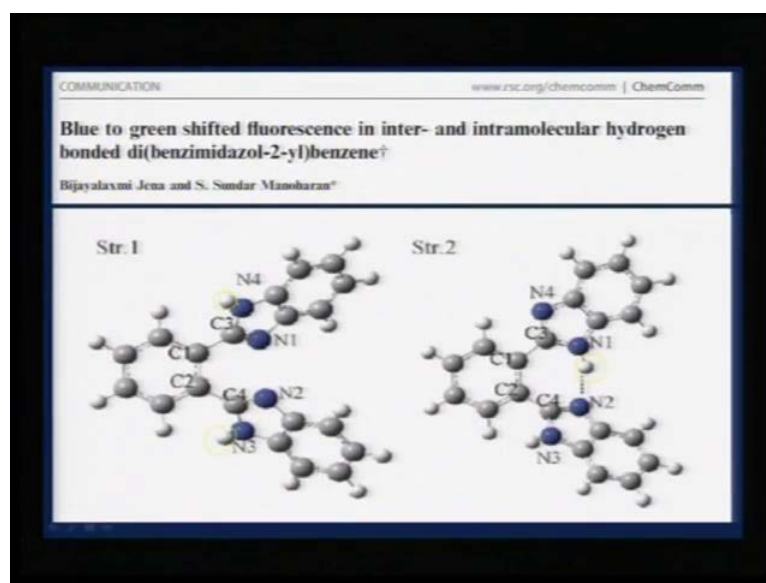 COMMUNICATION
www.rsc.org/chemcomm | ChemComm
Blue to green shifted fluorescence in inter- and intramolecular hydrogen
bonded di(benzimidazol-2-yl)benzene†
Bijayalaxmi Jena and S. Sundar Manoharan*
Str.1
Str.2
N4
C3
N1
C1
C2
C4
N2
N3
N4
C3
N1
C1
C2
C4
N2
N3